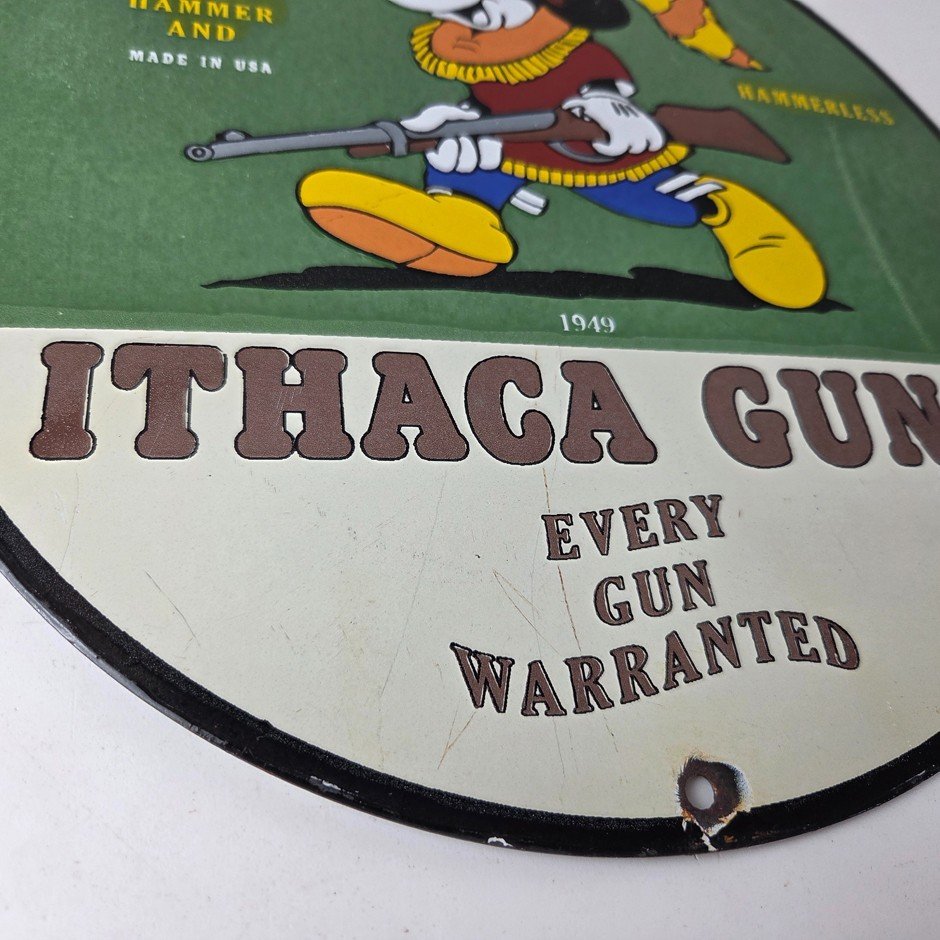 HAMMER
AND
MADE IN USA
HAMMERLESS
1949
ITHACA GUN
EVERY
GUN
WARRANTED